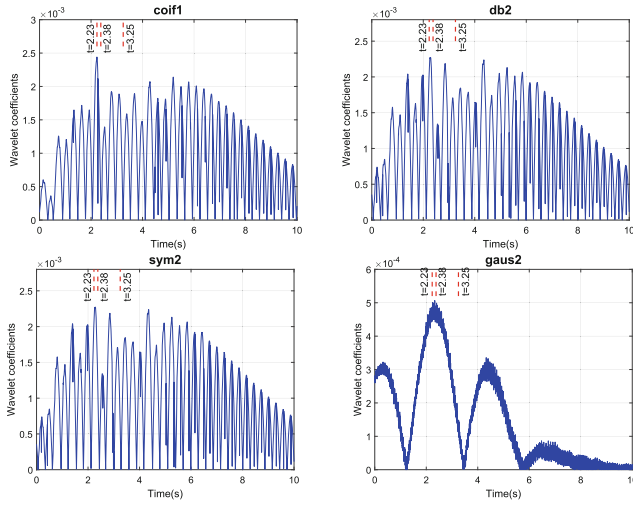 coif1
×10⁻³
3
2.5
2
1.5
1
0.5
0
Wavelet coefficients
t=2.23
t=2.38
t=3.25
0 2 4 6 8 10
Time(s)
db2
×10⁻³
2.5
2
1.5
1
0.5
0
Wavelet coefficients
t=2.23
t=2.38
t=3.25
0 2 4 6 8 10
Time(s)
sym2
×10⁻³
2.5
2
1.5
1
0.5
0
Wavelet coefficients
t=2.23
t=2.38
t=3.25
0 2 4 6 8 10
Time(s)
gaus2
×10⁻⁴
6
5
4
3
2
1
0
Wavelet coefficients
t=2.23
t=2.38
t=3.25
0 2 4 6 8 10
Time(s)